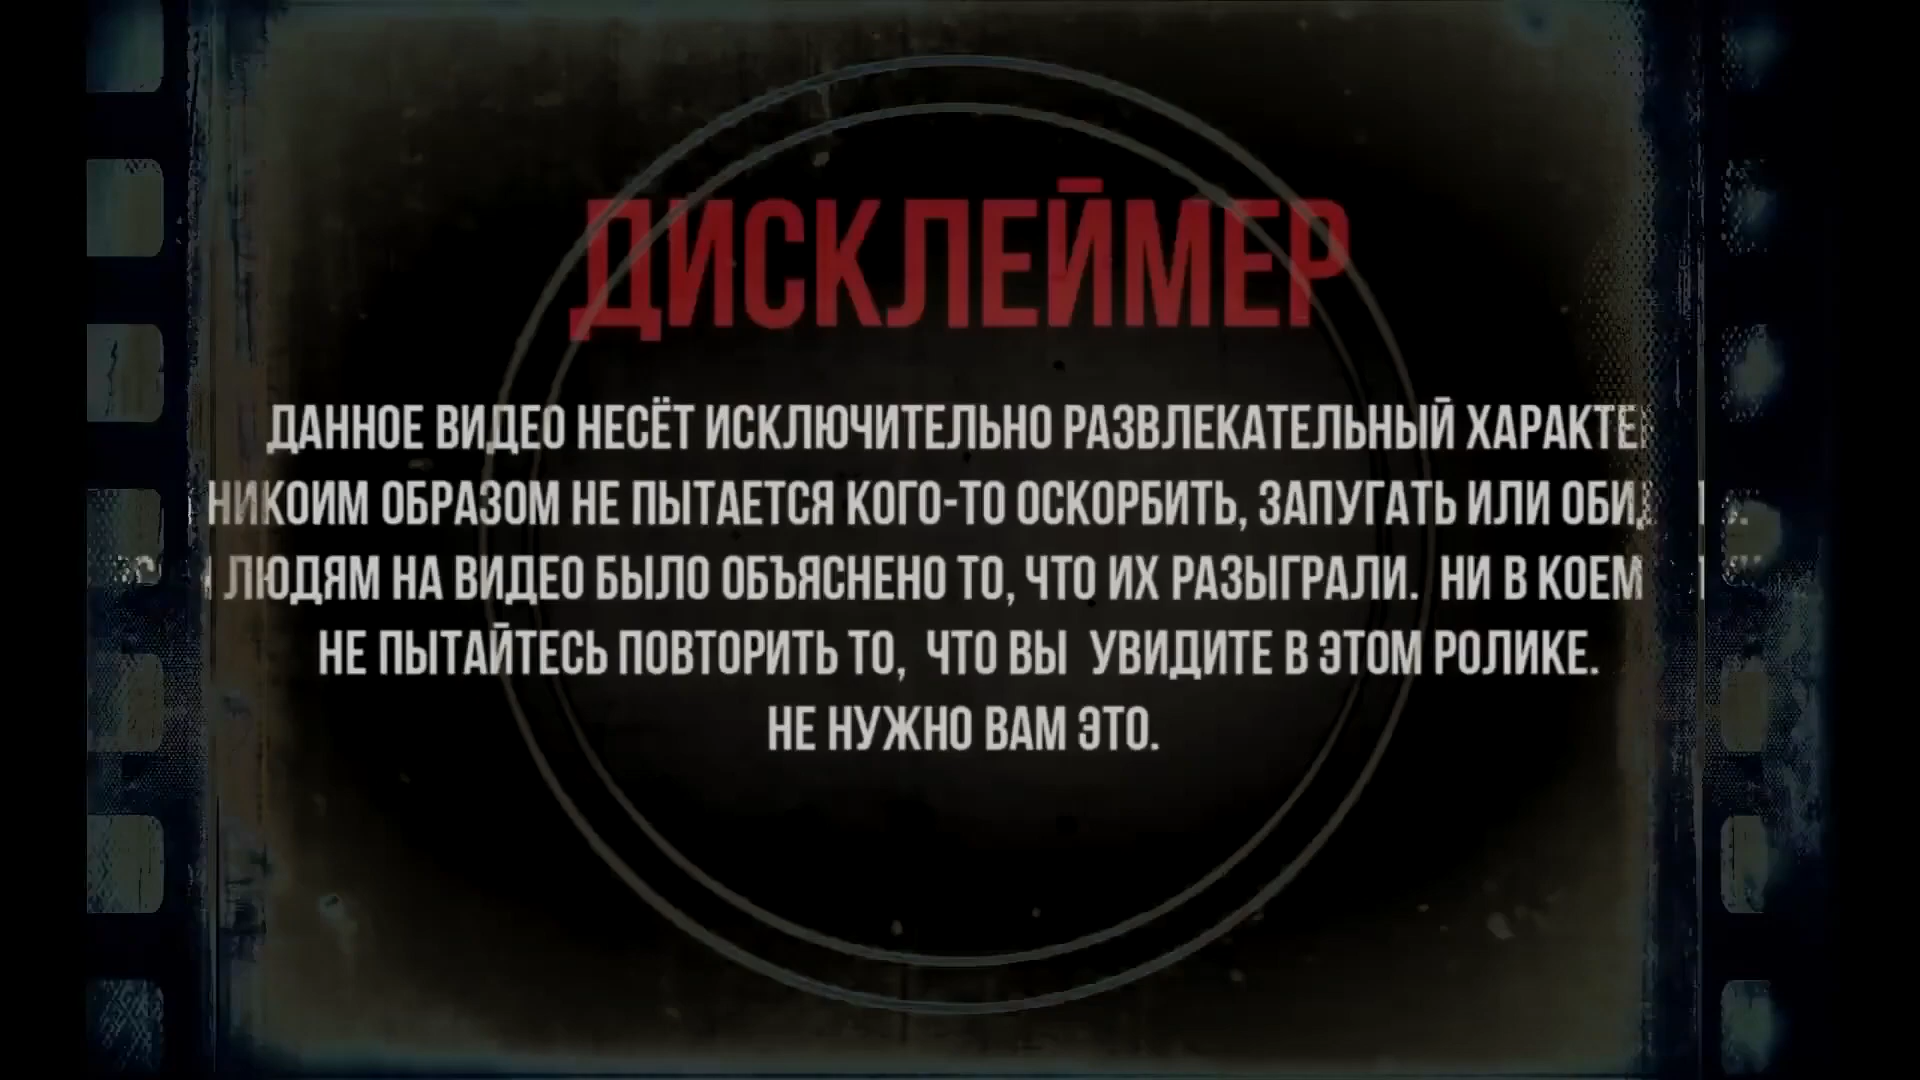 ДИСКЛЕЙМЕР
ДАННОЕ ВИДЕО НЕСЁТ ИСКЛЮЧИТЕЛЬНО РАЗВЛЕКАТЕЛЬНЫЙ
НИКОИМ ОБРАЗОМ НЕ ПЫТАЕТСЯ КОГО-ТО ОСКОРБИТЬ, ЗАПУГАТЬ ИЛИ
ЛЮДЯМ НА ВИДЕО БЫЛО ОБЪЯСНЕНО ТО, ЧТО ИХ РАЗЫГРАЛИ. НИ В КОЕМ
НЕ ПЫТАЙТЕСЬ ПОВТОРИТЬ ТО, ЧТО ВЫ УВИДИТЕ В ЭТОМ РОЛИКЕ.
НЕ НУЖНО ВАМ ЭТО.